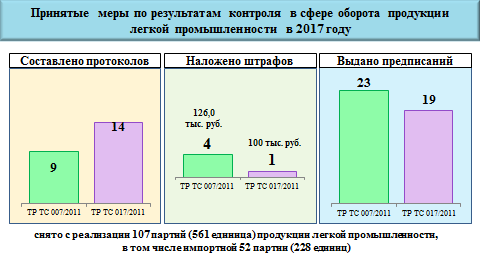 Принятые меры по результатам контроля в сфере оборота продукции
легкой промышленности в 2017 году
Составлено протоколов
9
14
ТР ТС 007/2011 ТР ТС 017/2011
Наложено штрафов
126,0
тыс. руб.
4
100 тыс. руб.
1
ТР ТС 007/2011 ТР ТС 017/2011
Выдано предписаний
23
19
ТР ТС 007/2011 ТР ТС 017/2011
снято с реализации 107 партий (561 единица) продукции легкой промышленности,
в том числе импортной 52 партии (228 единиц)